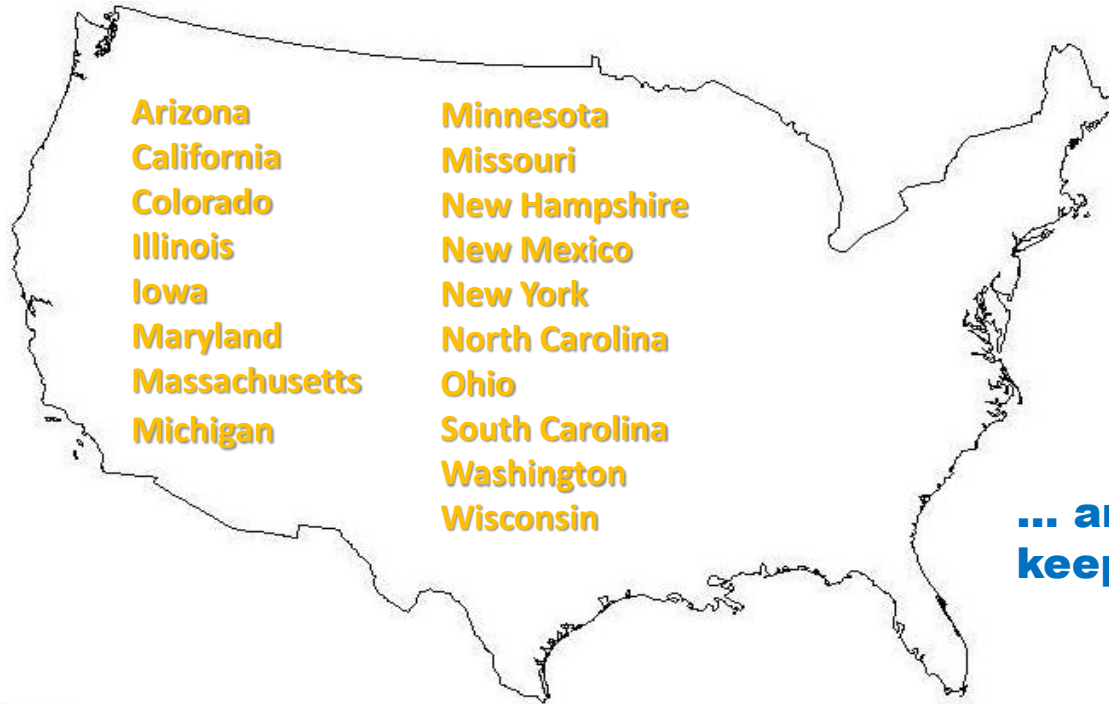 Arizona
California
Colorado
Illinois
Iowa
Maryland
Massachusetts
Michigan
Minnesota
Missouri
New Hampshire
New Mexico
New York
North Carolina
Ohio
South Carolina
Washington
Wisconsin
...
keep